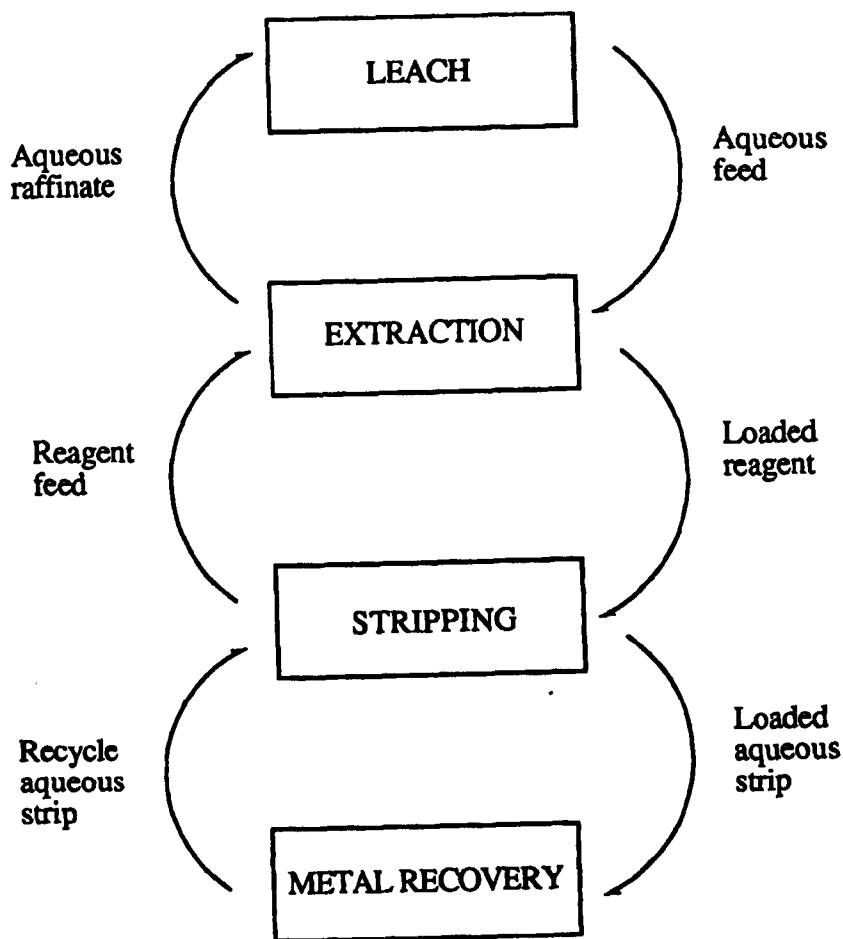 LEACH
Aqueous
raffinate
Aqueous
feed
EXTRACTION
Reagent
feed
Loaded
reagent
STRIPPING
Recycle
aqueous
strip
Loaded
aqueous
strip
METAL RECOVERY